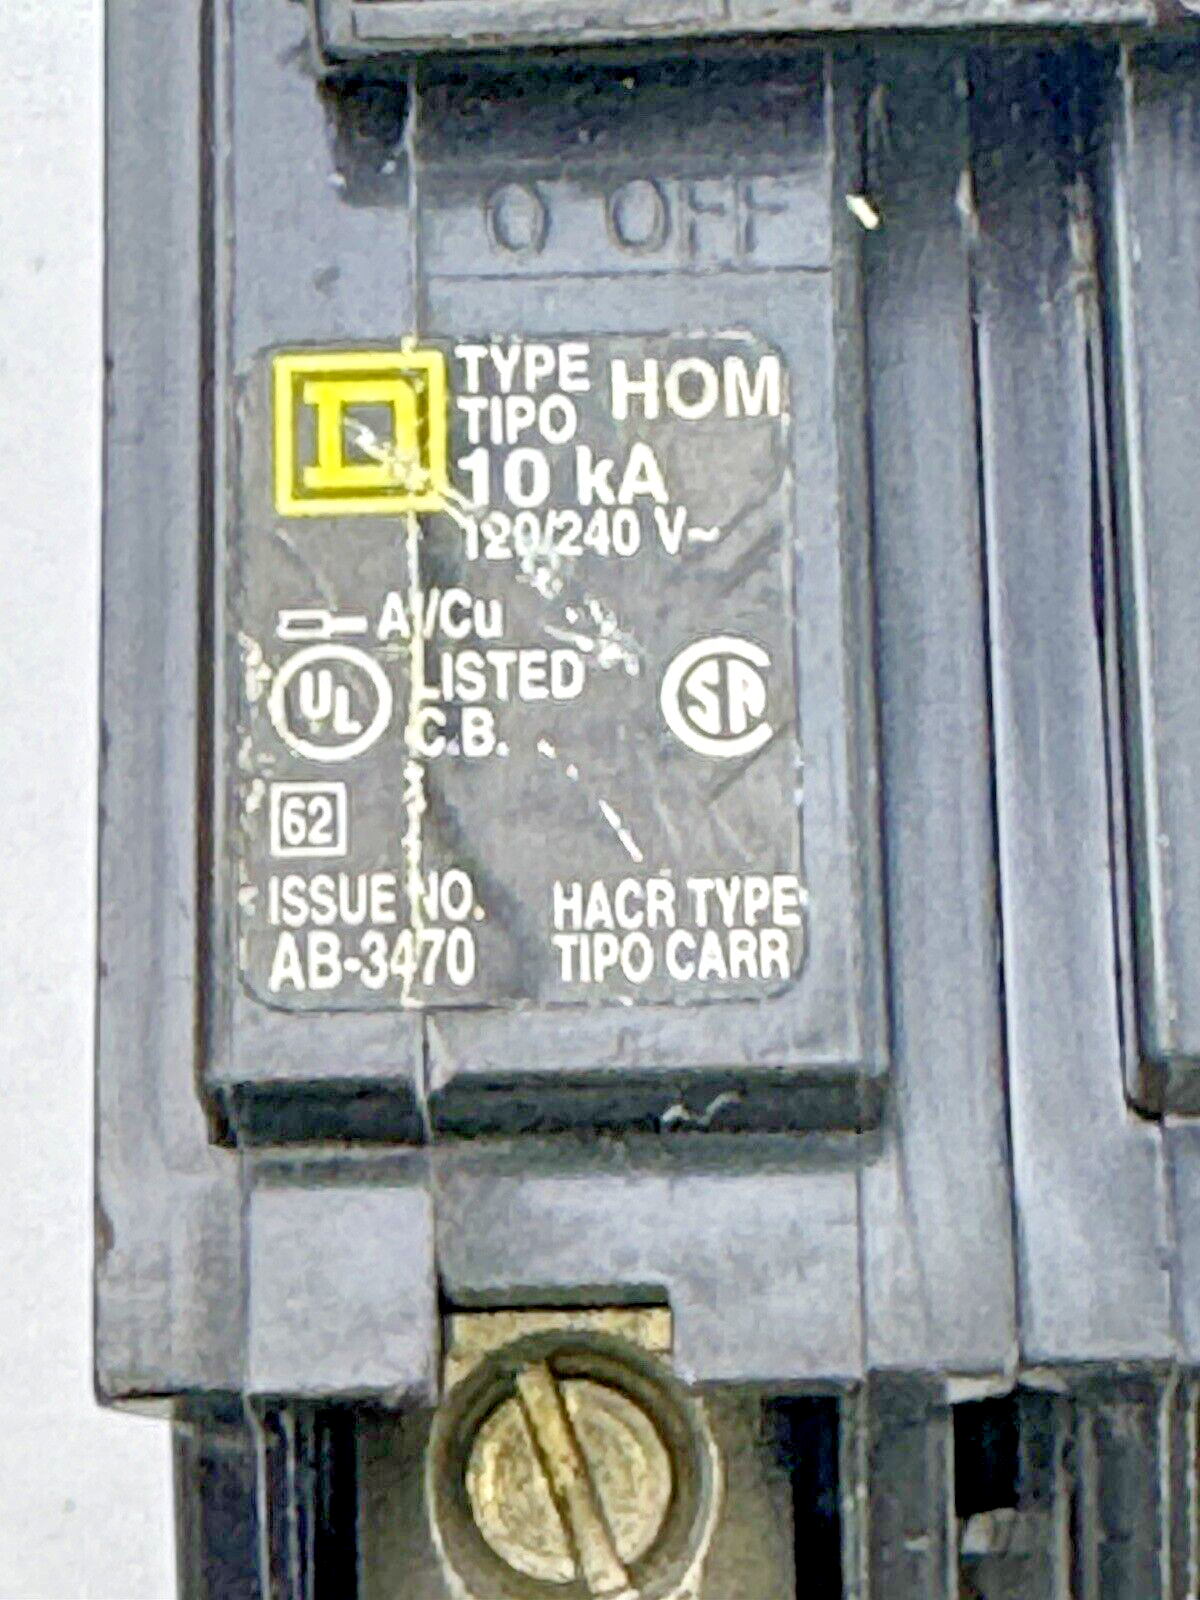 O OFF
D
TYPE HOM
TIPO
10 kA
120/240 V~
Al/Cu
UL LISTED
C.B.
SA
62
ISSUE NO.
AB-3470
HACR TYPE
TIPO CARR